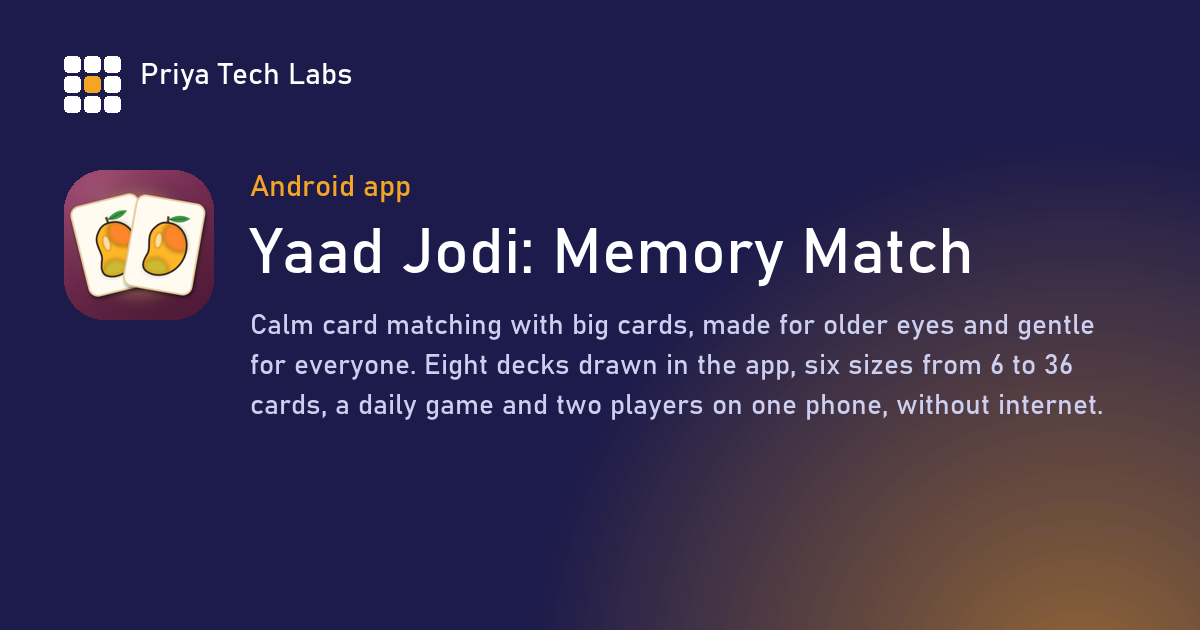 Priya Tech Labs
Android app
Yaad Jodi: Memory Match
Calm card matching with big cards, made for older eyes and gentle
for everyone. Eight decks drawn in the app, six sizes from 6 to 36
cards, a daily game and two players on one phone, without internet.